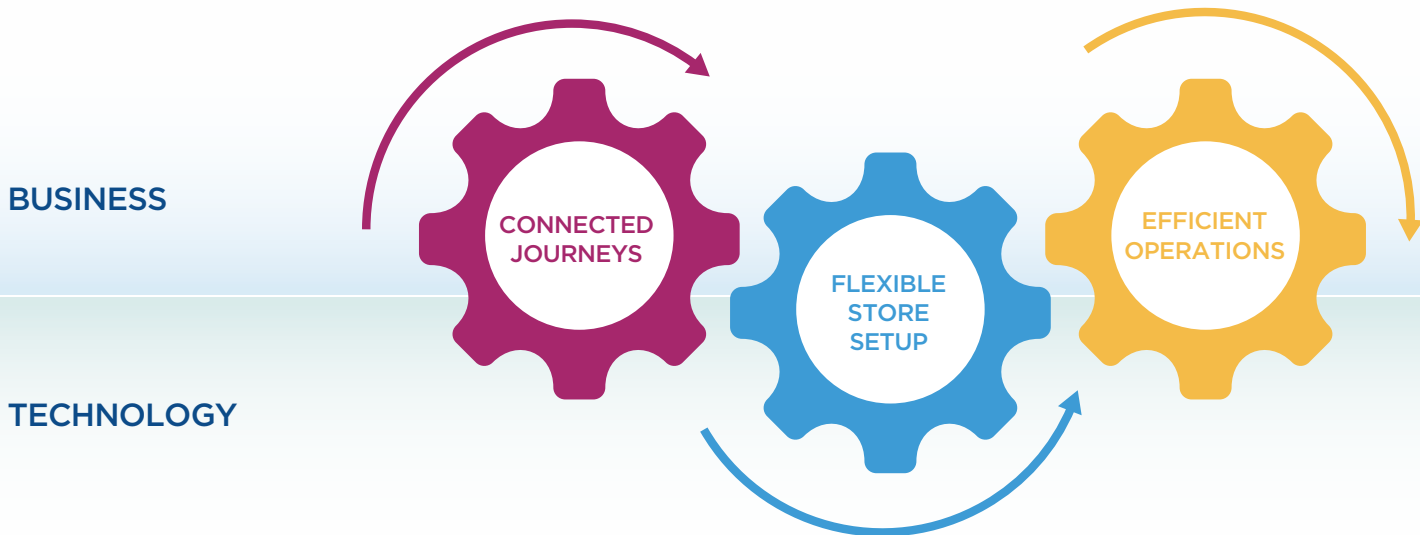 BUSINESS
CONNECTED
JOURNEYS
FLEXIBLE
STORE
SETUP
EFFICIENT
OPERATIONS
TECHNOLOGY